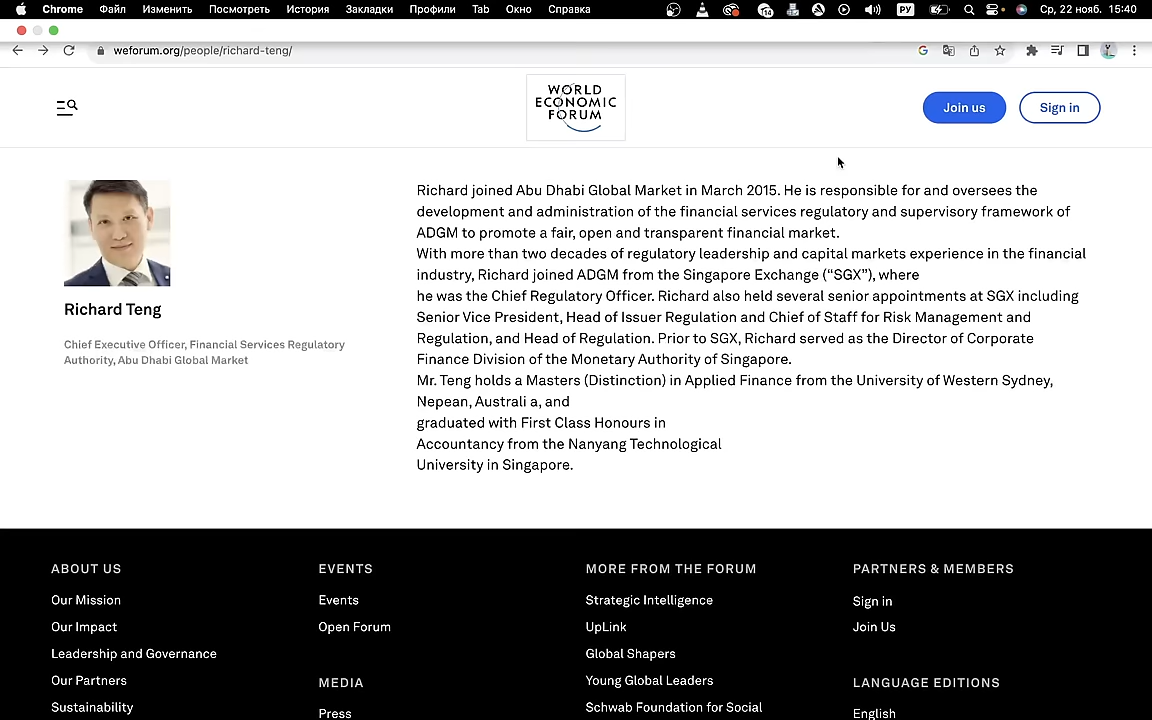 Chrome Файл Изменить Посмотреть История Закладки Профили Tab Окно Справка 14 РУ Ср, 22 нояб. 15:40
weforum.org/people/richard-teng/
WORLD
ECONOMIC
FORUM
Join us Sign in
Richard Teng
Chief Executive Officer, Financial Services Regulatory
Authority, Abu Dhabi Global Market
Richard joined Abu Dhabi Global Market in March 2015. He is responsible for and oversees the
development and administration of the financial services regulatory and supervisory framework of
ADGM to promote a fair, open and transparent financial market.
With more than two decades of regulatory leadership and capital markets experience in the financial
industry, Richard joined ADGM from the Singapore Exchange (“SGX”), where
he was the Chief Regulatory Officer. Richard also held several senior appointments at SGX including
Senior Vice President, Head of Issuer Regulation and Chief of Staff for Risk Management and
Regulation, and Head of Regulation. Prior to SGX, Richard served as the Director of Corporate
Finance Division of the Monetary Authority of Singapore.
Mr. Teng holds a Masters (Distinction) in Applied Finance from the University of Western Sydney,
Nepean, Australi a, and
graduated with First Class Honours in
Accountancy from the Nanyang Technological
University in Singapore.
ABOUT US
Our Mission
Our Impact
Leadership and Governance
Our Partners
Sustainability
EVENTS
Events
Open Forum
MEDIA
Press
MORE FROM THE FORUM
Strategic Intelligence
UpLink
Global Shapers
Young Global Leaders
Schwab Foundation for Social
PARTNERS & MEMBERS
Sign in
Join Us
LANGUAGE EDITIONS
English